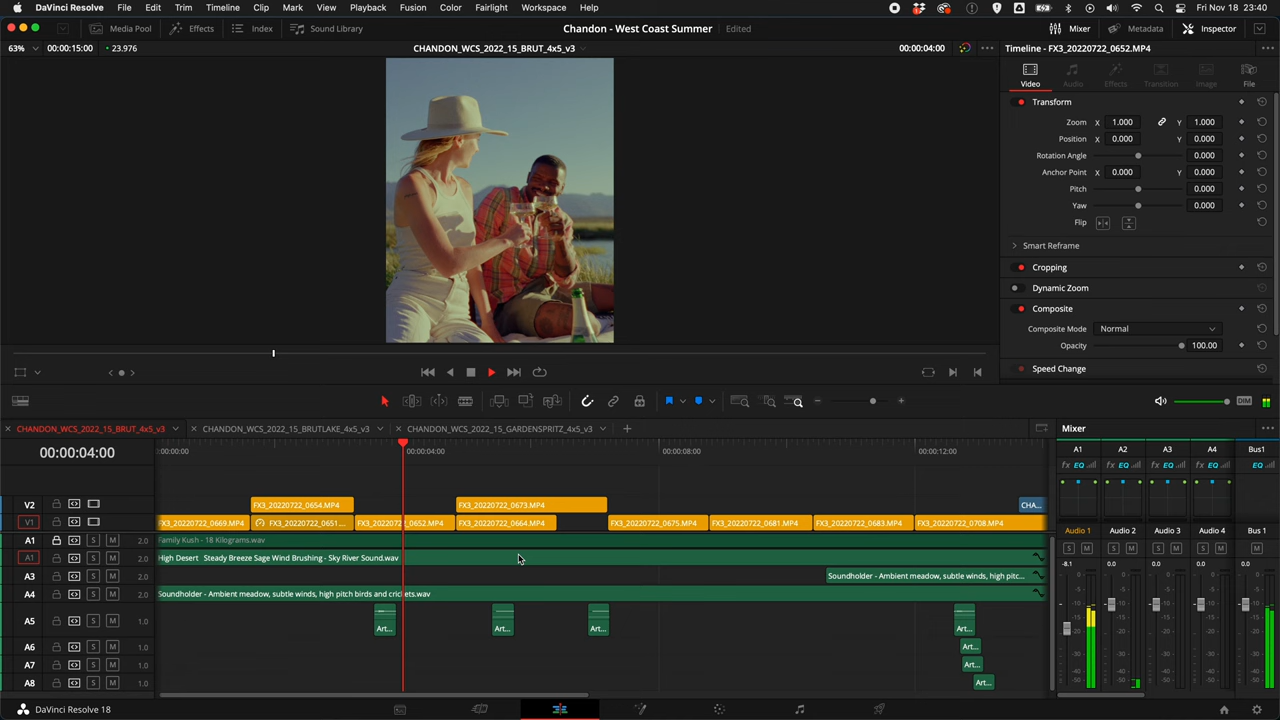 DaVinci Resolve File Edit Trim Timeline Clip Mark View Playback Fusion Color Fairlight Workspace Help Fri Nov 18 23:40
Media Pool Effects Index Sound Library Chandon - West Coast Summer Edited Mixer Metadata Inspector
63% 00:00:15:00 23.976 CHANDON_WCS_2022_15_BRUT_4x5_v3 00:00:04:00 Timeline - FX3_20220722_0652.MP4
Video Audio Effects Transition Image File
Transform
Zoom X 1.000 Y 1.000
Position X 0.000 Y 0.000
Rotation Angle 0.000
Anchor Point X 0.000 Y 0.000
Pitch 0.000
Yaw 0.000
Flip
Smart Reframe
Cropping
Dynamic Zoom
Composite
Composite Mode Normal
Opacity 100.00
Speed Change
DIM
CHANDON_WCS_2022_15_BRUT_4x5_v3 CHANDON_WCS_2022_15_BRUTLAKE_4x5_v3 CHANDON_WCS_2022_15_GARDENSPRITZ_4x5_v3 Mixer
00:00:04:00 :00:00:00 00:00:04:00 00:00:08:00 00:00:12:00 A1 A2 A3 A4 Bus1
fx EQ fx EQ fx EQ fx EQ EQ
V2 FX3_20220722_0654.MP4 FX3_20220722_0673.MP4 CHA...
V1 FX3_20220722_0669.MP4 FX3_20220722_0651.... FX3_20220722_0652.MP4 FX3_20220722_0664.MP4 FX3_20220722_0675.MP4 FX3_20220722_0681.MP4 FX3_20220722_0683.MP4 FX3_20220722_0708.MP4
Audio 1 Audio 2 Audio 3 Audio 4 Bus 1
A1 S M 2.0 Family Kush - 18 Kilograms.wav
S M S M S M S M M
A1 S M 2.0 High Desert Steady Breeze Sage Wind Brushing - Sky River Sound.wav
-8.1 0.0 0.0 0.0 0.0
A3 S M 2.0 Soundholder - Ambient meadow, subtle winds, high pitc...
A4 S M 2.0 Soundholder - Ambient meadow, subtle winds, high pitch birds and crickets.wav
A5 S M 1.0 Art... Art... Art... Art...
A6 S M 1.0 Art...
A7 S M 1.0 Art...
A8 S M 1.0 Art...
DaVinci Resolve 18